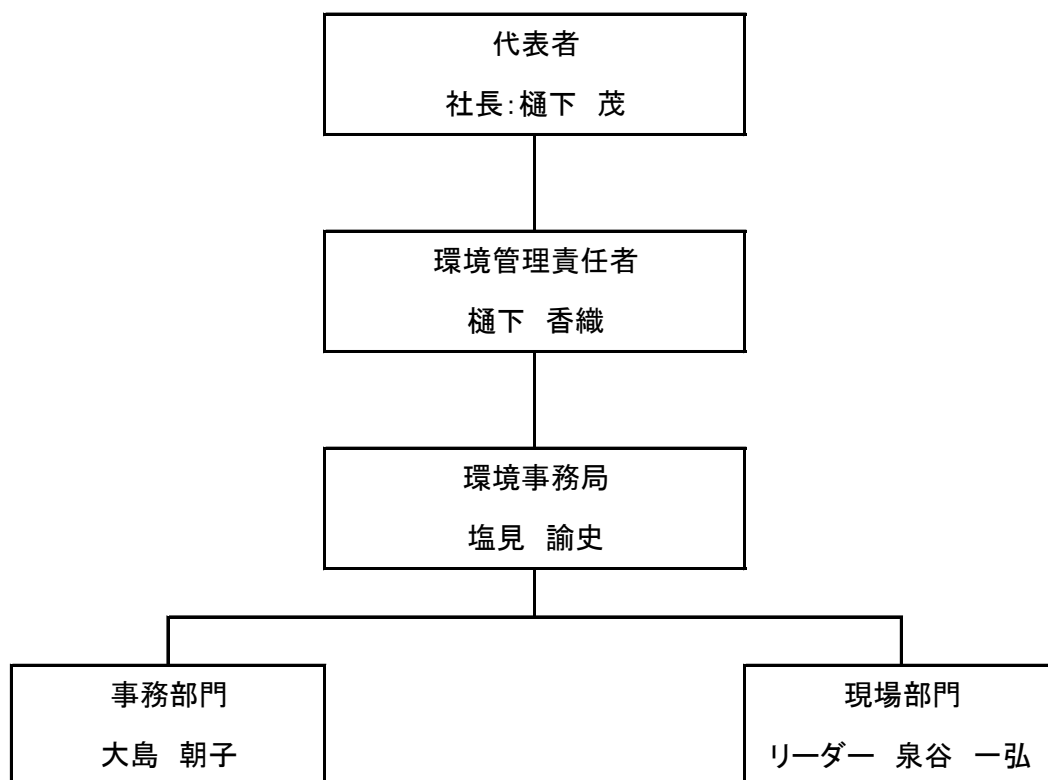 代表者
社長：樋下　茂
環境管理責任者
樋下　香織
環境事務局
塩見　諭史
事務部門
大島　朝子
現場部門
リーダー　泉谷　一弘